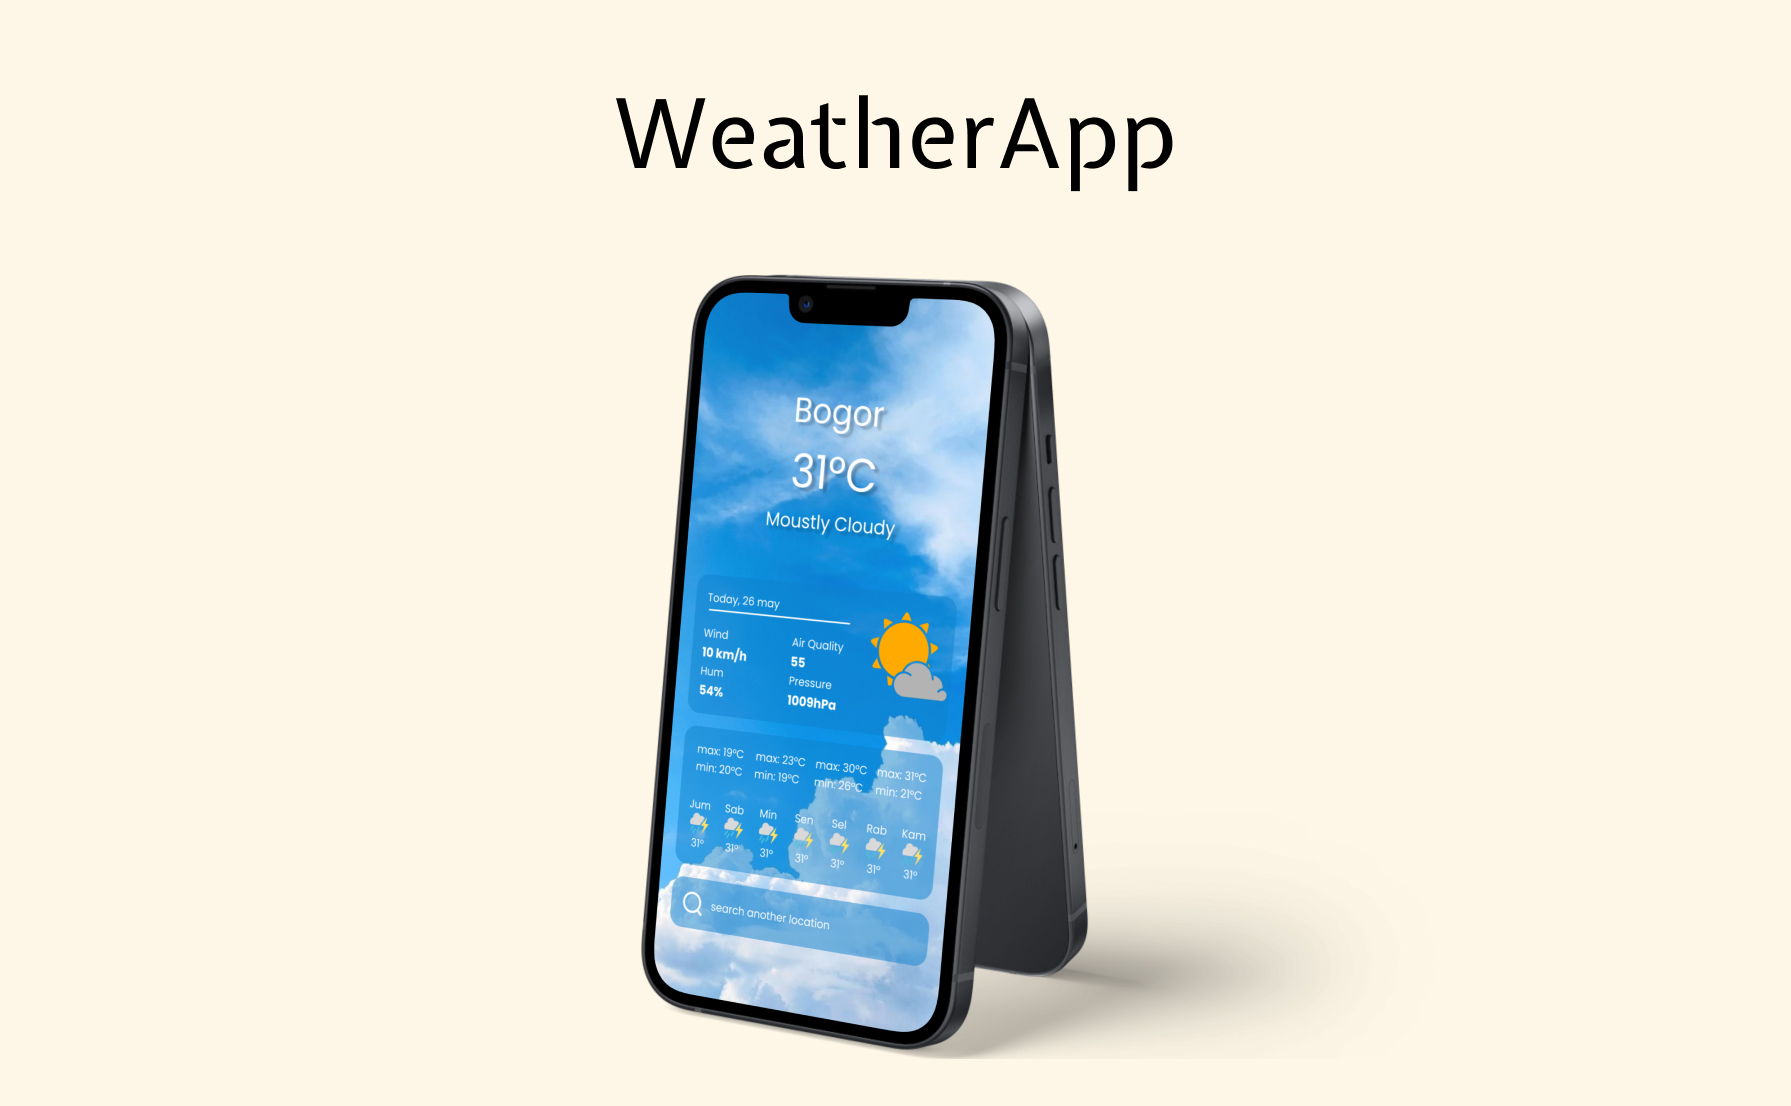 WeatherApp
Bogor
31°C
Moustly Cloudy
Today, 26 may
Wind
10 km/h
Hum
54%
Air Quality
55
Pressure
1009hPa
max: 19°C
min: 20°C
max: 23°C
min: 19°C
max: 30°C
min: 26°C
max: 31°C
min: 21°C
Jum Sab Min Sen Sel Rab Kam
31° 31° 31° 31° 31° 31° 31°
search another location